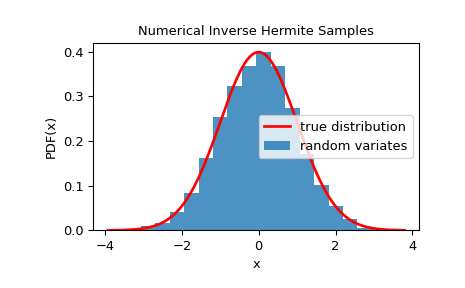 Numerical Inverse Hermite Samples
PDF(x)
0.4
0.3
0.2
0.1
0.0
true distribution
random variates
−4
−2
0
2
4
x